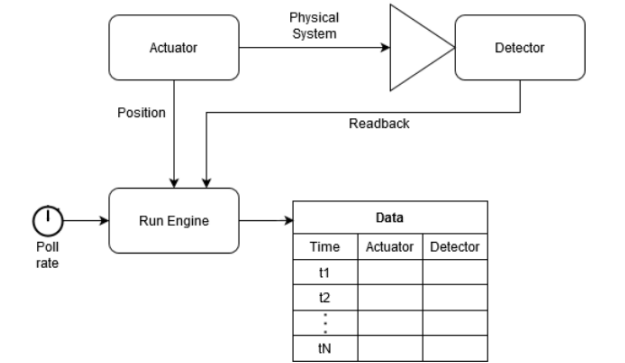 Physical
System
Actuator
Detector
Position
Readback
Run Engine
Poll
rate
Data
Time Actuator Detector
t1
t2
tN